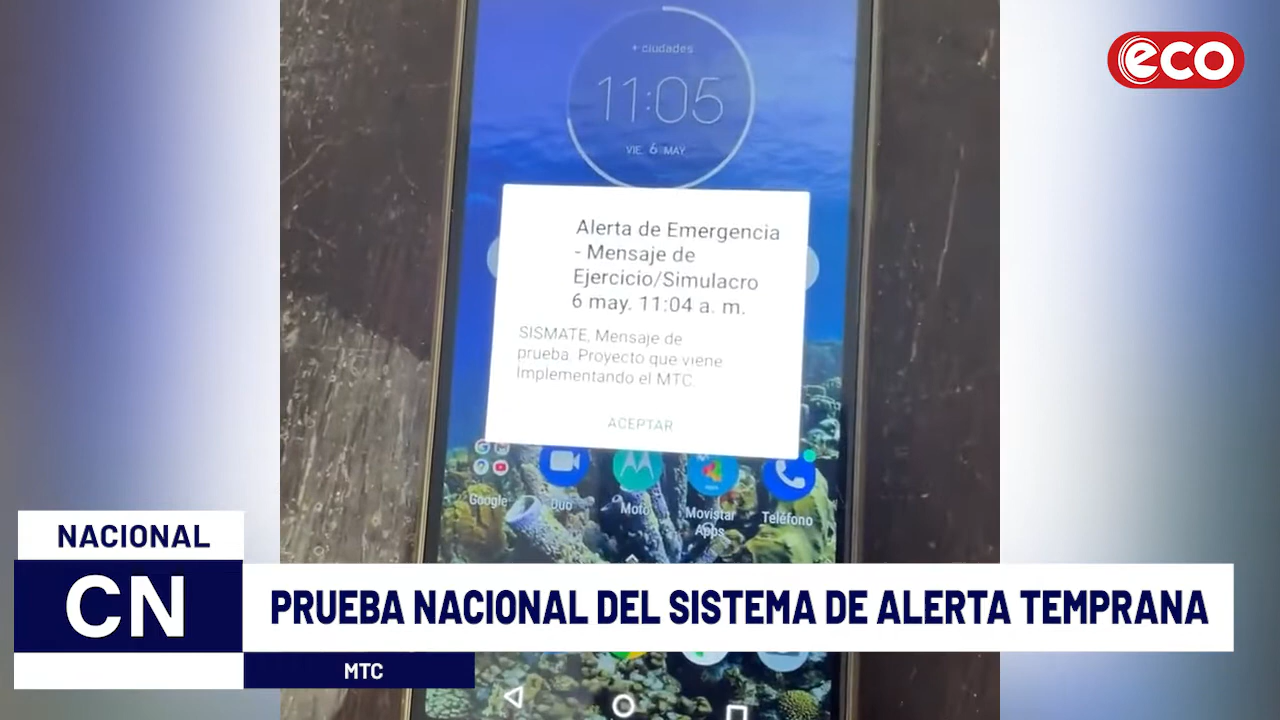 eco
+ ciudades
11:05
VIE. 6 MAY
Alerta de Emergencia
- Mensaje de
Ejercicio/Simulacro
6 may. 11:04 a. m.
SISMATE, Mensaje de
prueba. Proyecto que viene
Implementando el MTC.
ACEPTAR
Google
Duo
Moto
Movistar Apps
Teléfono
NACIONAL
CN
PRUEBA NACIONAL DEL SISTEMA DE ALERTA TEMPRANA
MTC